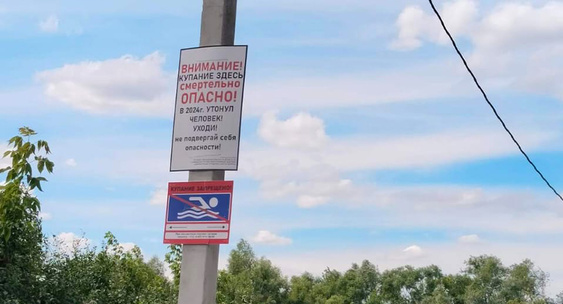 ВНИМАНИЕ!
КУПАНИЕ ЗДЕСЬ
смертельно
ОПАСНО!
В 2024г. УТОНУЛ
ЧЕЛОВЕК!
УХОДИ!
не подвергай себя
опасности!
КУПАНИЕ ЗАПРЕЩЕНО!